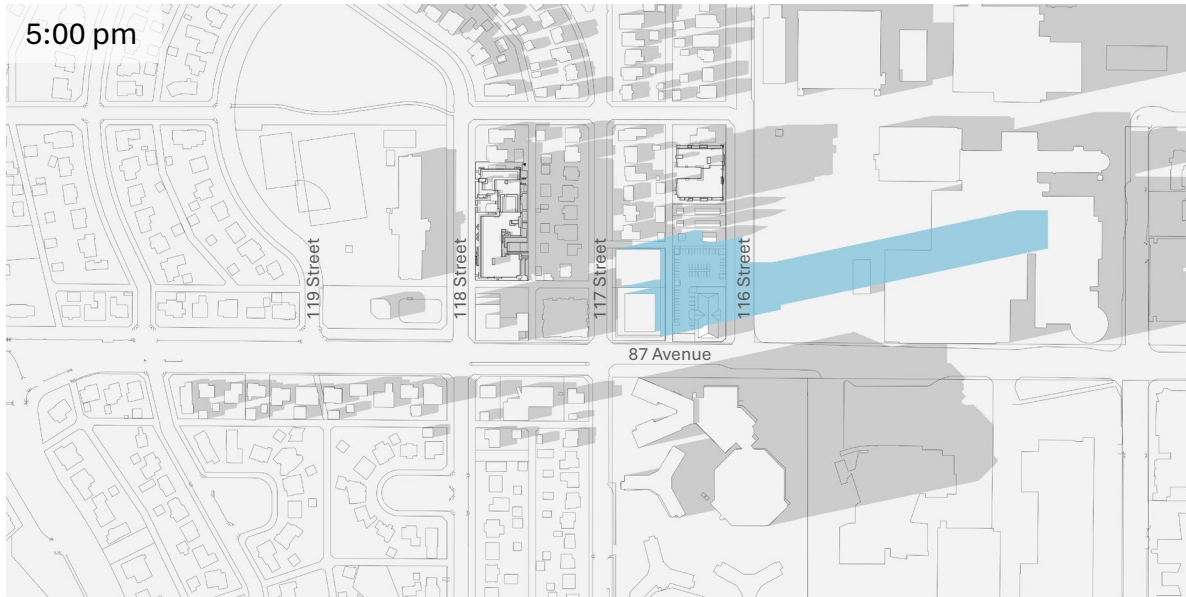 5:00 pm
119 Street
118 Street
117 Street
116 Street
87 Avenue